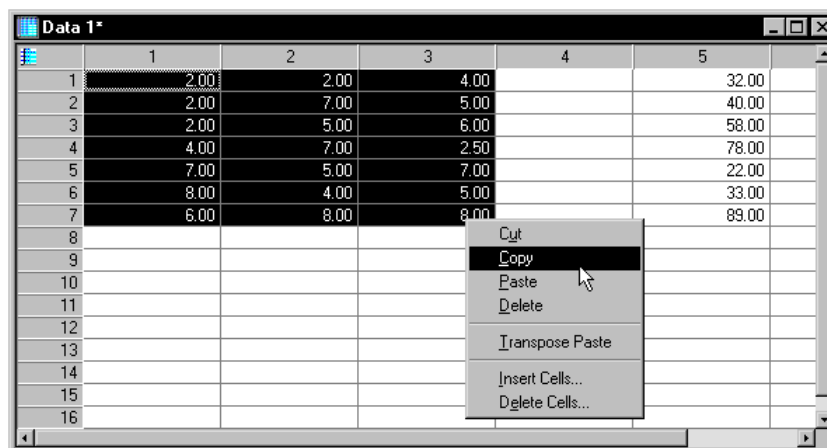 Data 1*
1 2 3 4 5
1 2.00 2.00 4.00 32.00
2 2.00 7.00 5.00 40.00
3 2.00 5.00 6.00 58.00
4 4.00 7.00 2.50 78.00
5 7.00 5.00 7.00 22.00
6 8.00 4.00 5.00 33.00
7 6.00 8.00 8.00 89.00
8
9
10
11
12
13
14
15
16
Cut
Copy
Paste
Delete
Transpose Paste
Insert Cells...
Delete Cells...